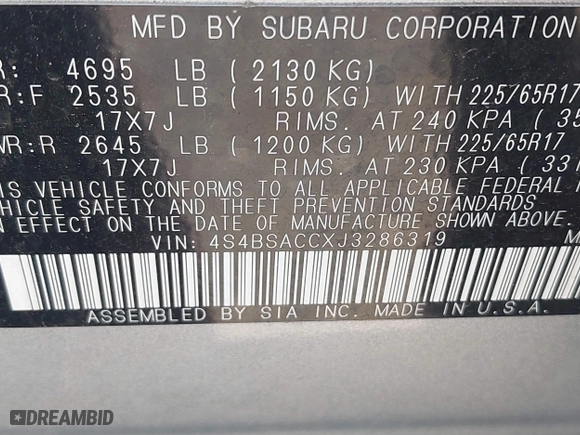 MFD BY SUBARU CORPORATION
R: 4695 LB ( 2130 KG)
R:F 2535 LB ( 1150 KG) WITH 225/65R17
17X7J RIMS. AT 240 KPA ( 35
WR:R 2645 LB ( 1200 KG) WITH 225/65R17
17X7J RIMS. AT 230 KPA ( 33
IS VEHICLE CONFORMS TO ALL APPLICABLE FEDERAL
VEHICLE SAFETY AND THEFT PREVENTION STANDARDS
N EFFECT ON THE DATE OF MANUFACTURE SHOWN ABOVE.
VIN: 4S4BSACCXJ3286319
ASSEMBLED BY SIA INC. MADE IN U.S.A.
DREAMBID